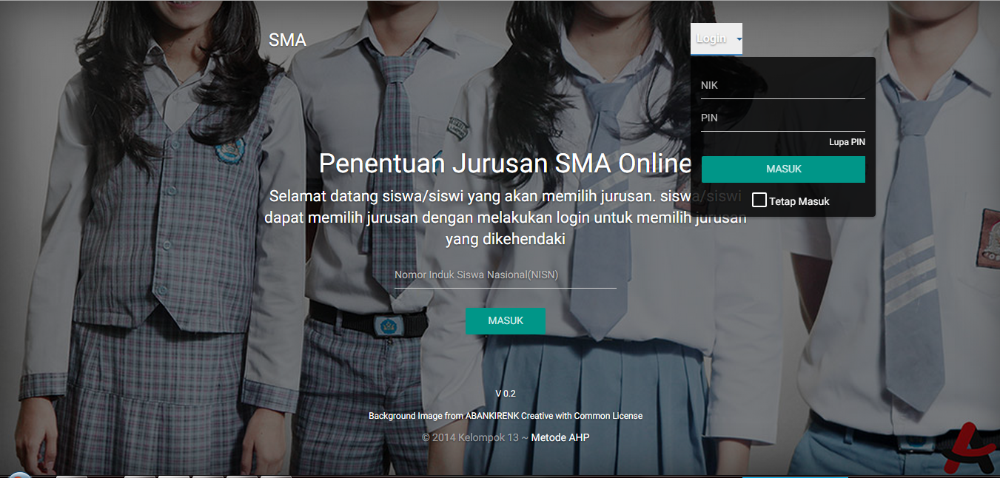 SMA
Login
NIK
PIN
Lupa PIN
MASUK
Tetap Masuk
Penentuan Jurusan SMA Online
Selamat datang siswa/siswi yang akan memilih jurusan. siswa/siswi
dapat memilih jurusan dengan melakukan login untuk memilih jurusan
yang dikehendaki
Nomor Induk Siswa Nasional(NISN)
MASUK
V 0.2
Background Image from ABANKIRENK Creative with Common License
© 2014 Kelompok 13 ~ Metode AHP